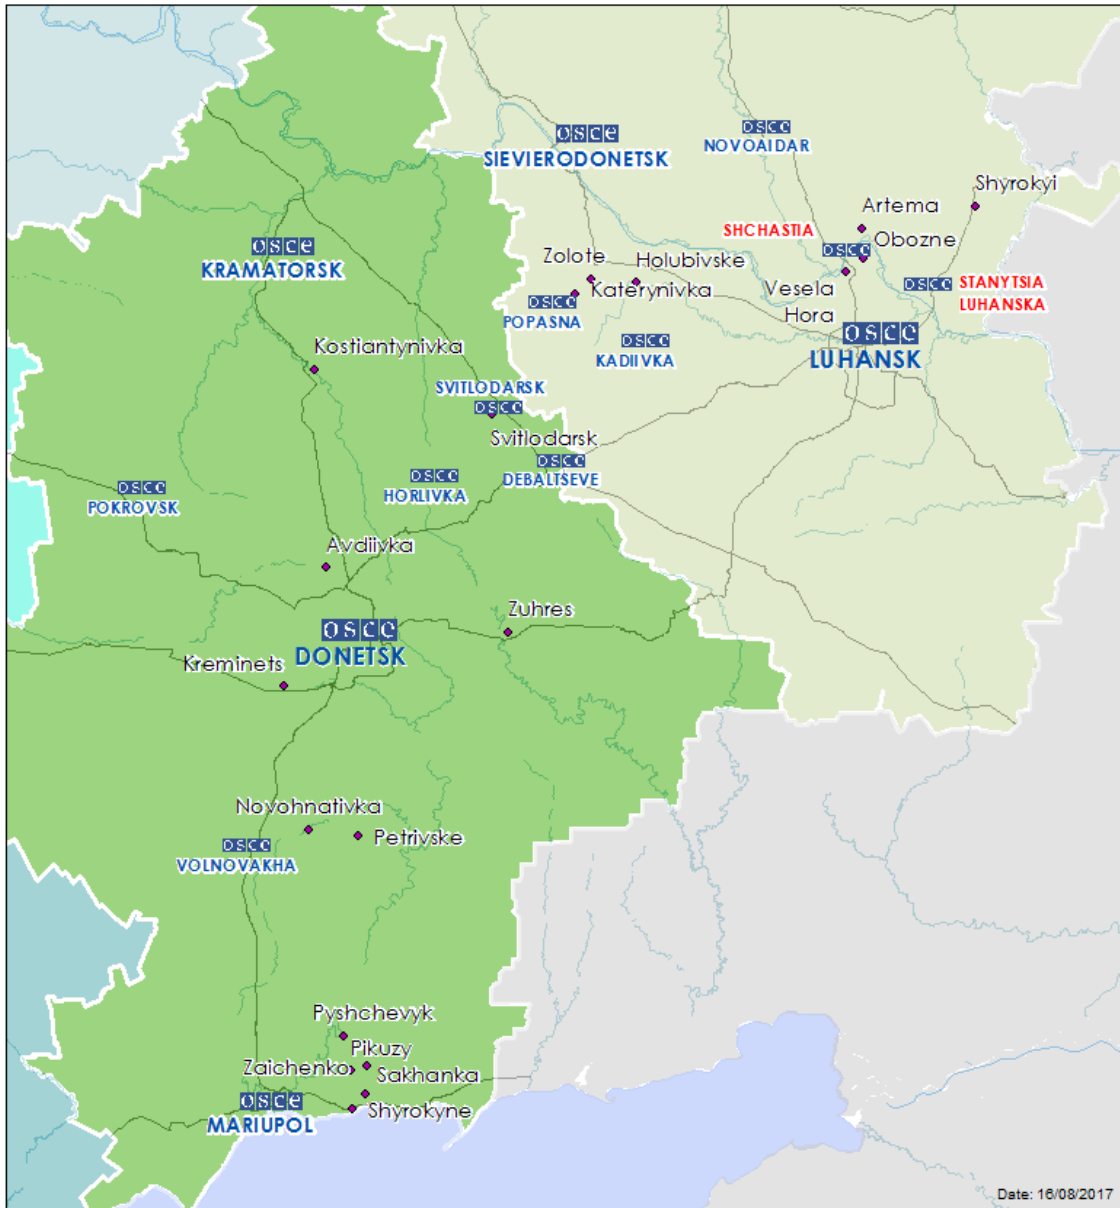 osce
SIEVIERODONETSK
osce
NOVOAIDAR
Shyrokyi
Artema
SHCHASTIA
osce
Obozne
osce
KRAMATORSK
Zolote
Holubivske
Katerynivka
Vesela
Hora
osce
STANYTSIA
LUHANSKA
osce
POPASNA
osce
KADIIVKA
osce
LUHANSK
Kostiantynivka
SVITLODARSK
osce
Svitlodarsk
osce
DEBALTSEVE
osce
HORLIVKA
osce
POKROVSK
Avdiivka
osce
DONETSK
Zuhres
Kreminets
Novohnativka
Petrivske
osce
VOLNOVAKHA
Pyshchevyk
Pikuzy
Zaichenko
Sakhanka
osce
MARIUPOL
Shyrokyne
Date: 16/08/2017